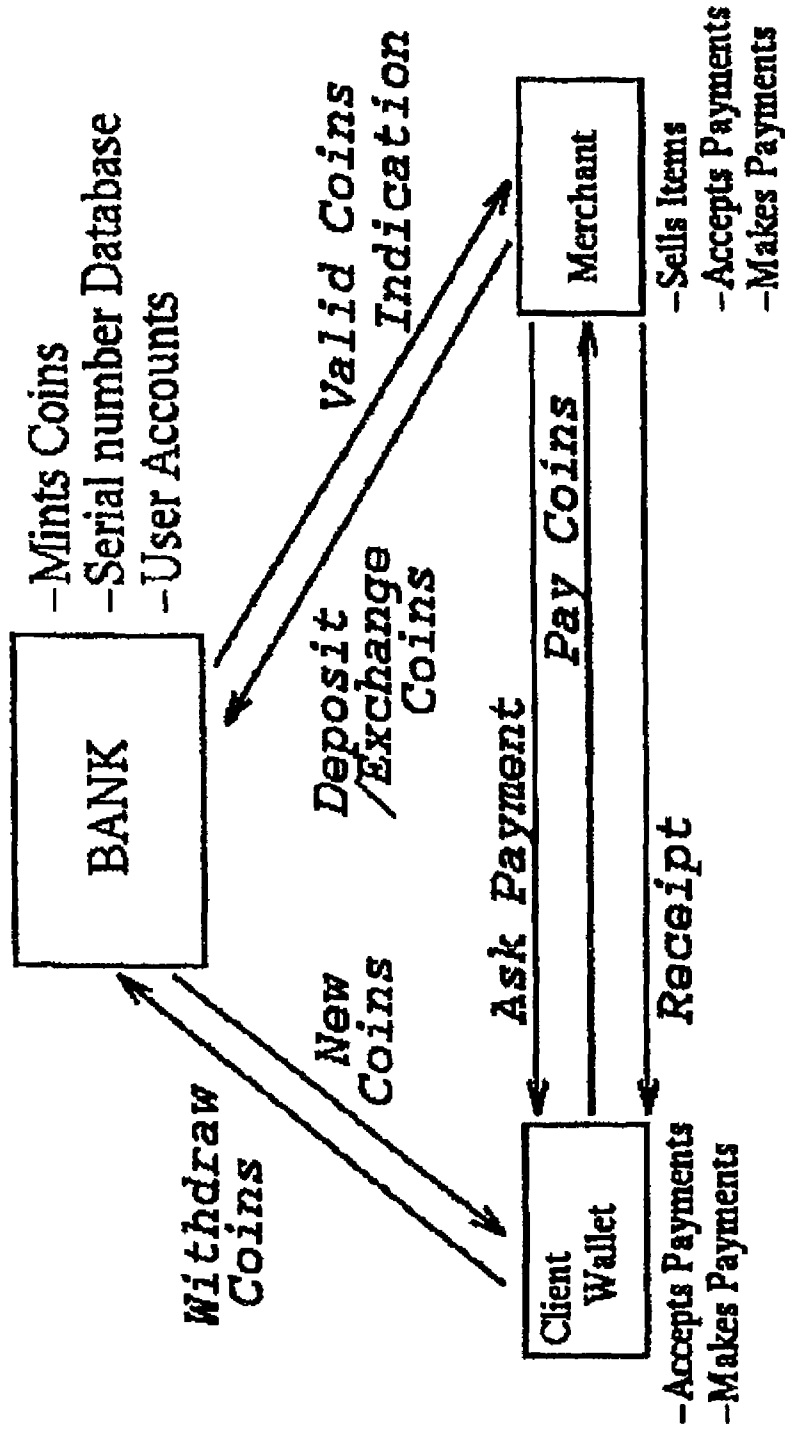 BANK
-Mints Coins
-Serial number Database
-User Accounts
Withdraw
Coins
New
Coins
Deposit
/Exchange
Coins
Valid Coins
Indication
Ask Payment
Pay Coins
Receipt
Client
Wallet
-Accepts Payments
-Makes Payments
Merchant
-Sells Items
-Accepts Payments
-Makes Payments